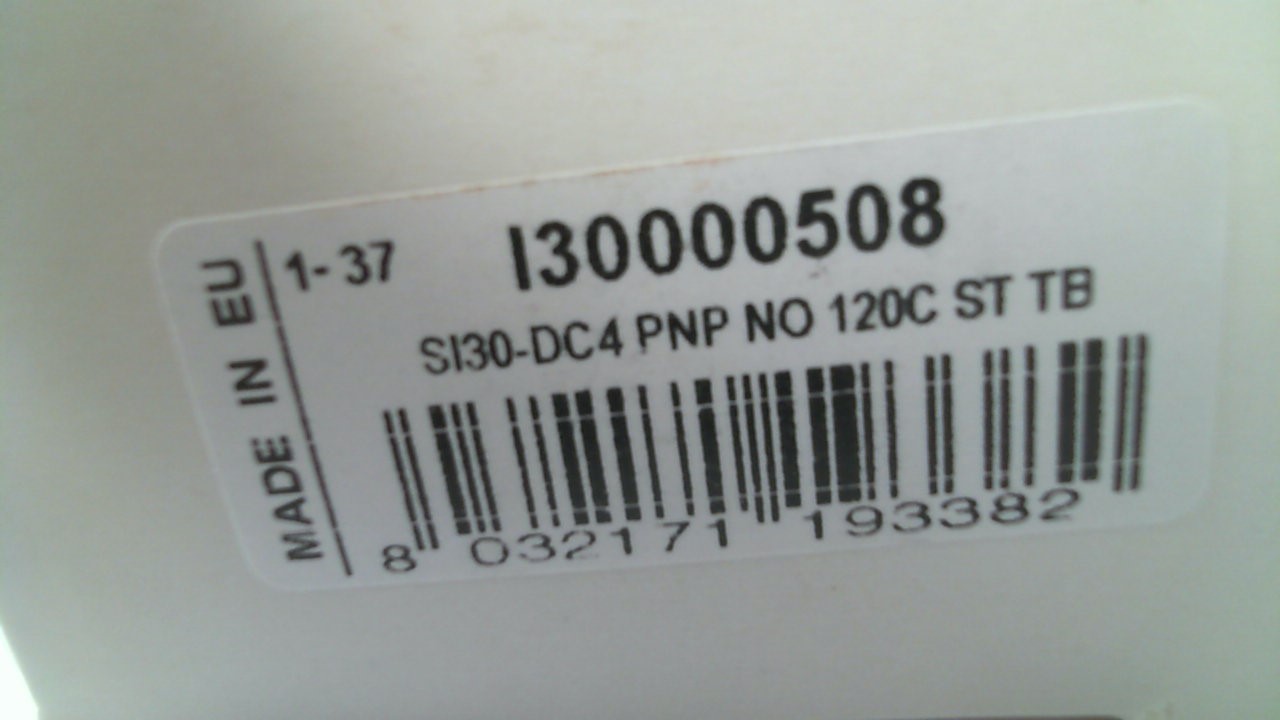 MADE IN EU
1-37
I30000508
SI30-DC4 PNP NO 120C ST TB
8 032171 193382